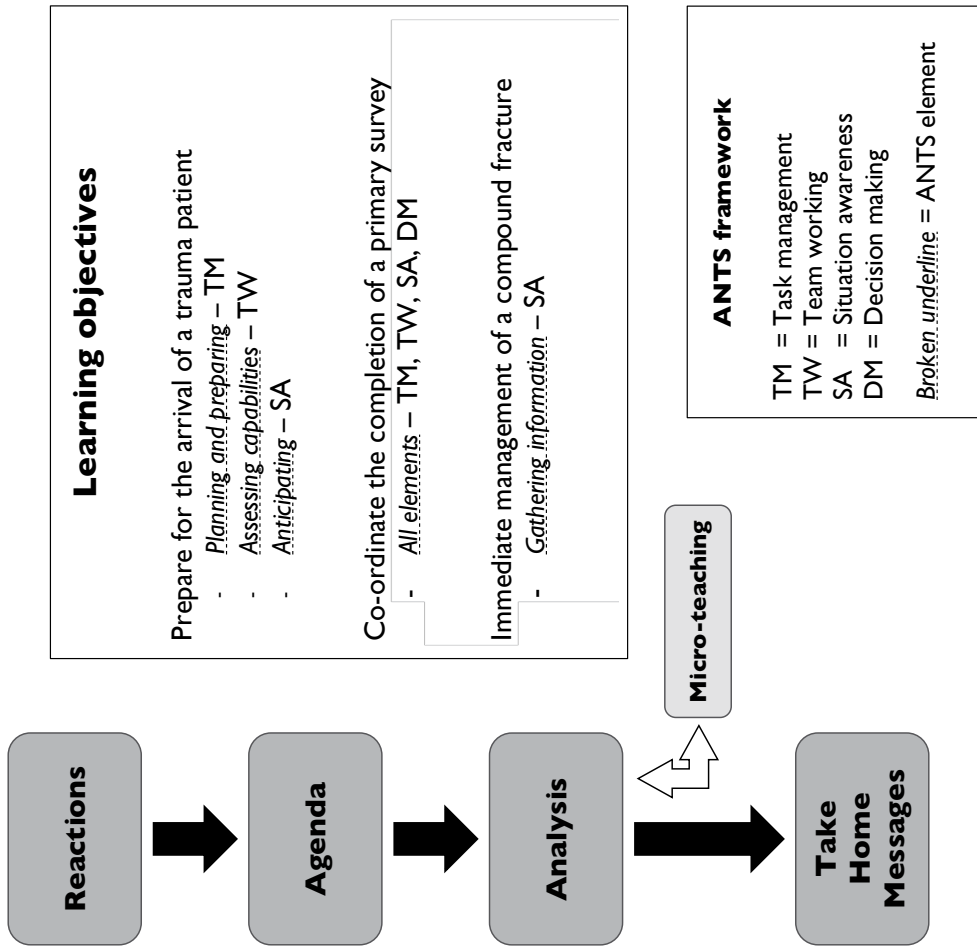 Reactions
Agenda
Analysis
Micro-teaching
Take
Home
Messages
Learning objectives
Prepare for the arrival of a trauma patient
- Planning and preparing – TM
- Assessing capabilities – TW
- Anticipating – SA
Co-ordinate the completion of a primary survey
- All elements – TM, TW, SA, DM
Immediate management of a compound fracture
- Gathering information – SA
ANTS framework
TM = Task management
TW = Team working
SA = Situation awareness
DM = Decision making
Broken underline = ANTS element